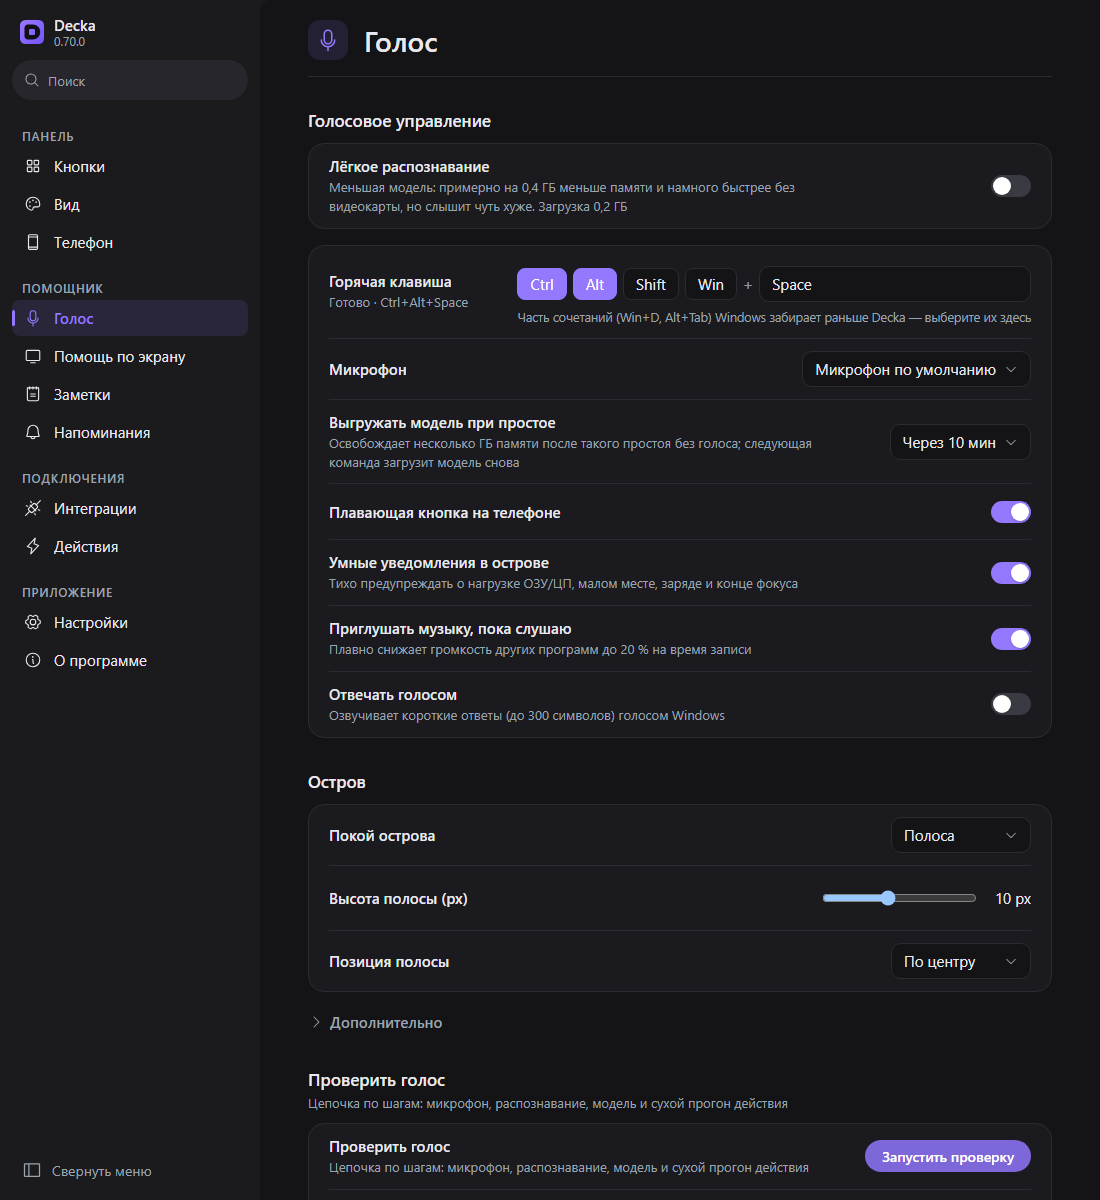 Decka
0.70.0
Поиск
ПАНЕЛЬ
Кнопки
Вид
Телефон
ПОМОЩНИК
Голос
Помощь по экрану
Заметки
Напоминания
ПОДКЛЮЧЕНИЯ
Интеграции
Действия
ПРИЛОЖЕНИЕ
Настройки
О программе
Свернуть меню
Голос
Голосовое управление
Лёгкое распознавание
Меньшая модель: примерно на 0,4 ГБ меньше памяти и намного быстрее без
видеокарты, но слышит чуть хуже. Загрузка 0,2 ГБ
Горячая клавиша
Готово · Ctrl+Alt+Space
Ctrl Alt Shift Win + Space
Часть сочетаний (Win+D, Alt+Tab) Windows забирает раньше Decka — выберите их здесь
Микрофон
Микрофон по умолчанию
Выгружать модель при простое
Освобождает несколько ГБ памяти после такого простоя без голоса; следующая
команда загрузит модель снова
Через 10 мин
Плавающая кнопка на телефоне
Умные уведомления в острове
Тихо предупреждать о нагрузке ОЗУ/ЦП, малом месте, заряде и конце фокуса
Приглушать музыку, пока слушаю
Плавно снижает громкость других программ до 20 % на время записи
Отвечать голосом
Озвучивает короткие ответы (до 300 символов) голосом Windows
Остров
Покой острова
Полоса
Высота полосы (px)
10 px
Позиция полосы
По центру
Дополнительно
Проверить голос
Цепочка по шагам: микрофон, распознавание, модель и сухой прогон действия
Проверить голос
Цепочка по шагам: микрофон, распознавание, модель и сухой прогон действия
Запустить проверку